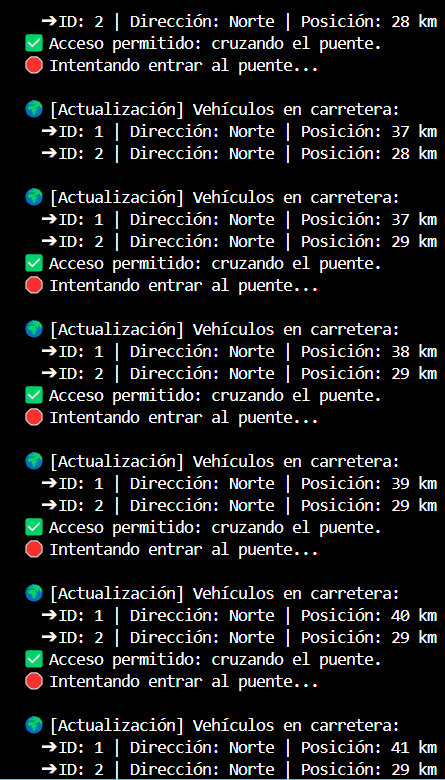 ➔ID: 2 | Dirección: Norte | Posición: 28 km
✅ Acceso permitido: cruzando el puente.
🛑 Intentando entrar al puente...
🌍 [Actualización] Vehículos en carretera:
➔ID: 1 | Dirección: Norte | Posición: 37 km
➔ID: 2 | Dirección: Norte | Posición: 28 km
🌍 [Actualización] Vehículos en carretera:
➔ID: 1 | Dirección: Norte | Posición: 37 km
➔ID: 2 | Dirección: Norte | Posición: 29 km
✅ Acceso permitido: cruzando el puente.
🛑 Intentando entrar al puente...
🌍 [Actualización] Vehículos en carretera:
➔ID: 1 | Dirección: Norte | Posición: 38 km
➔ID: 2 | Dirección: Norte | Posición: 29 km
✅ Acceso permitido: cruzando el puente.
🛑 Intentando entrar al puente...
🌍 [Actualización] Vehículos en carretera:
➔ID: 1 | Dirección: Norte | Posición: 39 km
➔ID: 2 | Dirección: Norte | Posición: 29 km
✅ Acceso permitido: cruzando el puente.
🛑 Intentando entrar al puente...
🌍 [Actualización] Vehículos en carretera:
➔ID: 1 | Dirección: Norte | Posición: 40 km
➔ID: 2 | Dirección: Norte | Posición: 29 km
✅ Acceso permitido: cruzando el puente.
🛑 Intentando entrar al puente...
🌍 [Actualización] Vehículos en carretera:
➔ID: 1 | Dirección: Norte | Posición: 41 km
➔ID: 2 | Dirección: Norte | Posición: 29 km